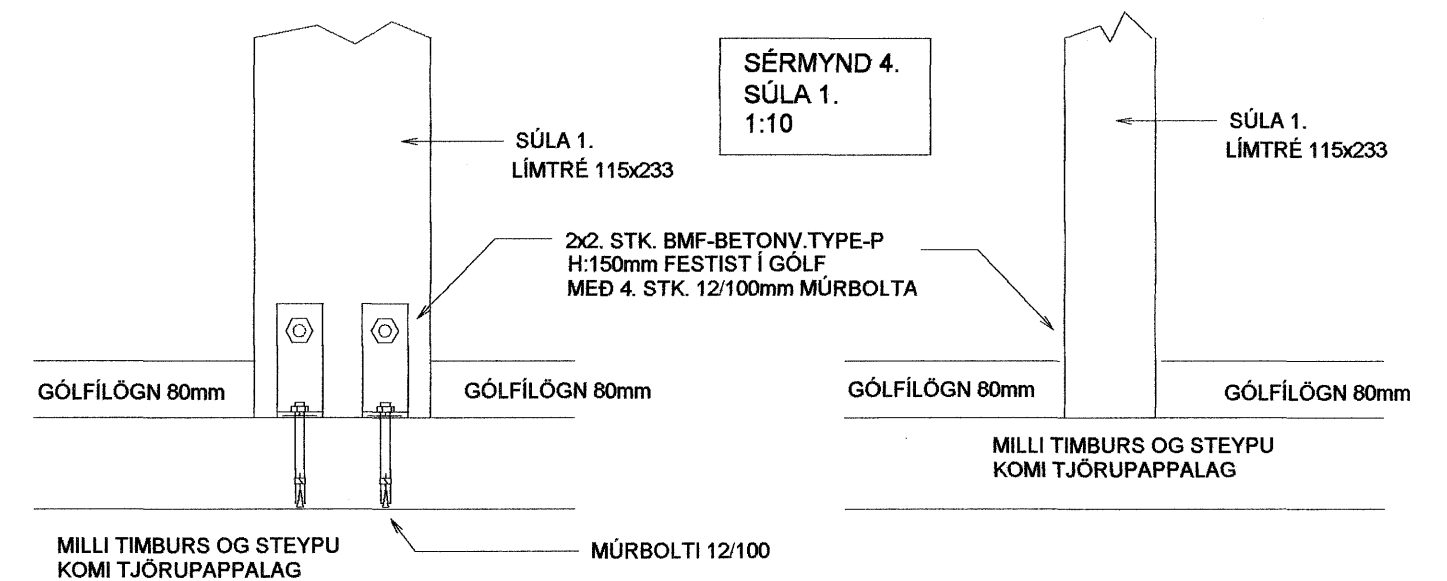 SÉRMYND 4.
SÚLA 1.
1:10
SÚLA 1.
LÍMTRÉ 115x233
SÚLA 1.
LÍMTRÉ 115x233
2x2. STK. BMF-BETONV.TYPE-P
H:150mm FESTIST Í GÓLF
MEÐ 4. STK. 12/100mm MÚRBOLTA
GÓLFÍLÖGN 80mm
GÓLFÍLÖGN 80mm
GÓLFÍLÖGN 80mm
GÓLFÍLÖGN 80mm
MILLI TIMBURS OG STEYPU
KOMI TJÖRUPAPPALAG
MILLI TIMBURS OG STEYPU
KOMI TJÖRUPAPPALAG
MÚRBOLTI 12/100